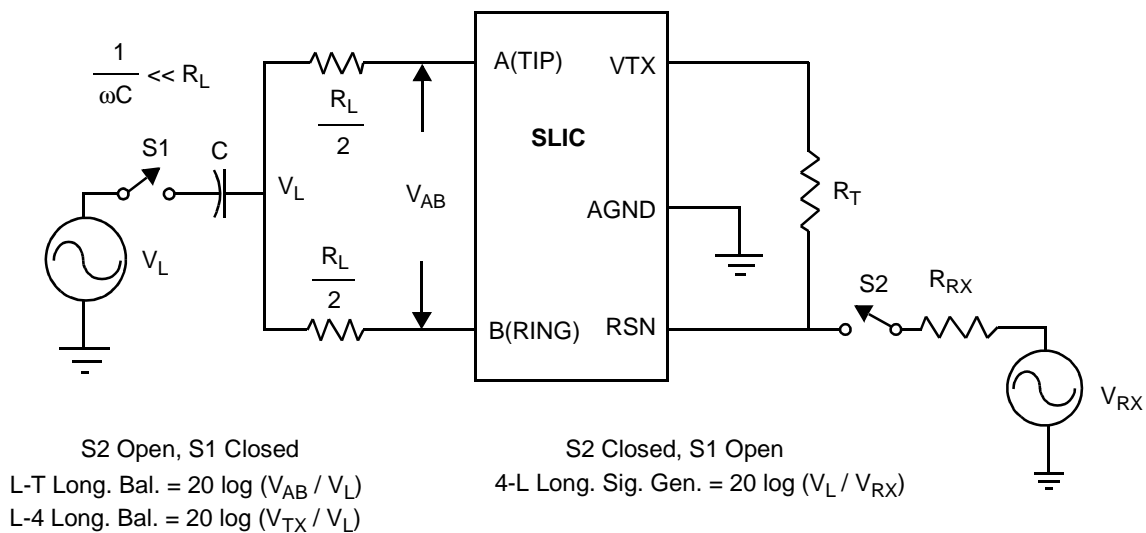 1
ωC
<< R_L
R_L
2
A(TIP)
VTX
SLIC
S1
C
V_L
V_AB
R_T
AGND
V_L
R_L
2
S2
R_RX
B(RING)
RSN
V_RX
S2 Open, S1 Closed
L-T Long. Bal. = 20 log (V_AB / V_L)
L-4 Long. Bal. = 20 log (V_TX / V_L)
S2 Closed, S1 Open
4-L Long. Sig. Gen. = 20 log (V_L / V_RX)